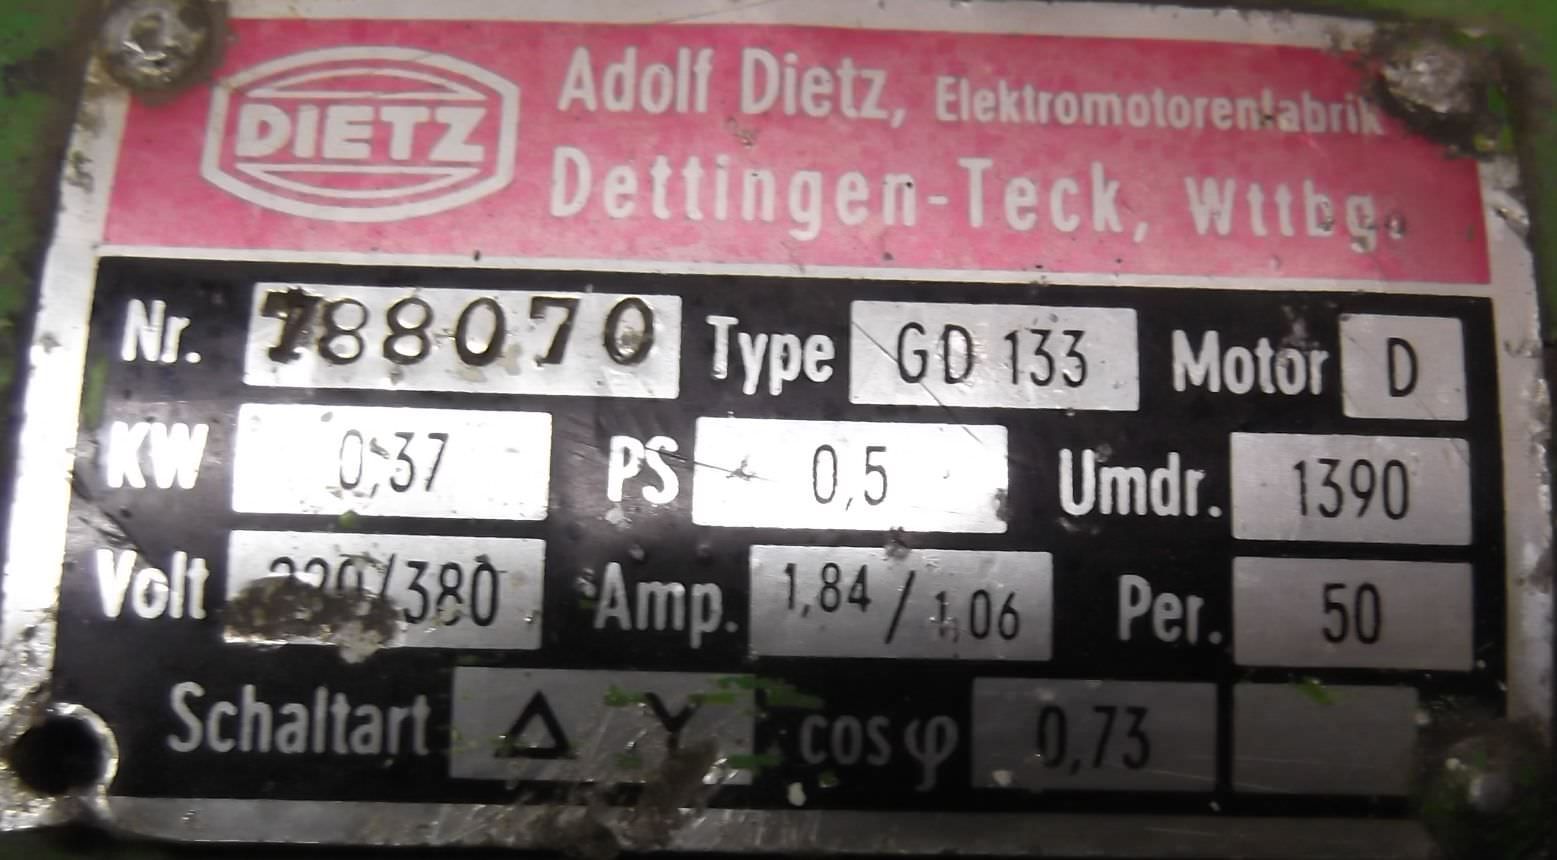 DIETZ
Adolf Dietz, Elektromotorenfabrik
Dettingen-Teck, Wttbg.
Nr. 788070 Type GD 133 Motor D
KW 0,37 PS 0,5 Umdr. 1390
Volt 220/380 Amp. 1,84 / 1,06 Per. 50
Schaltart Δ Y cos φ 0,73